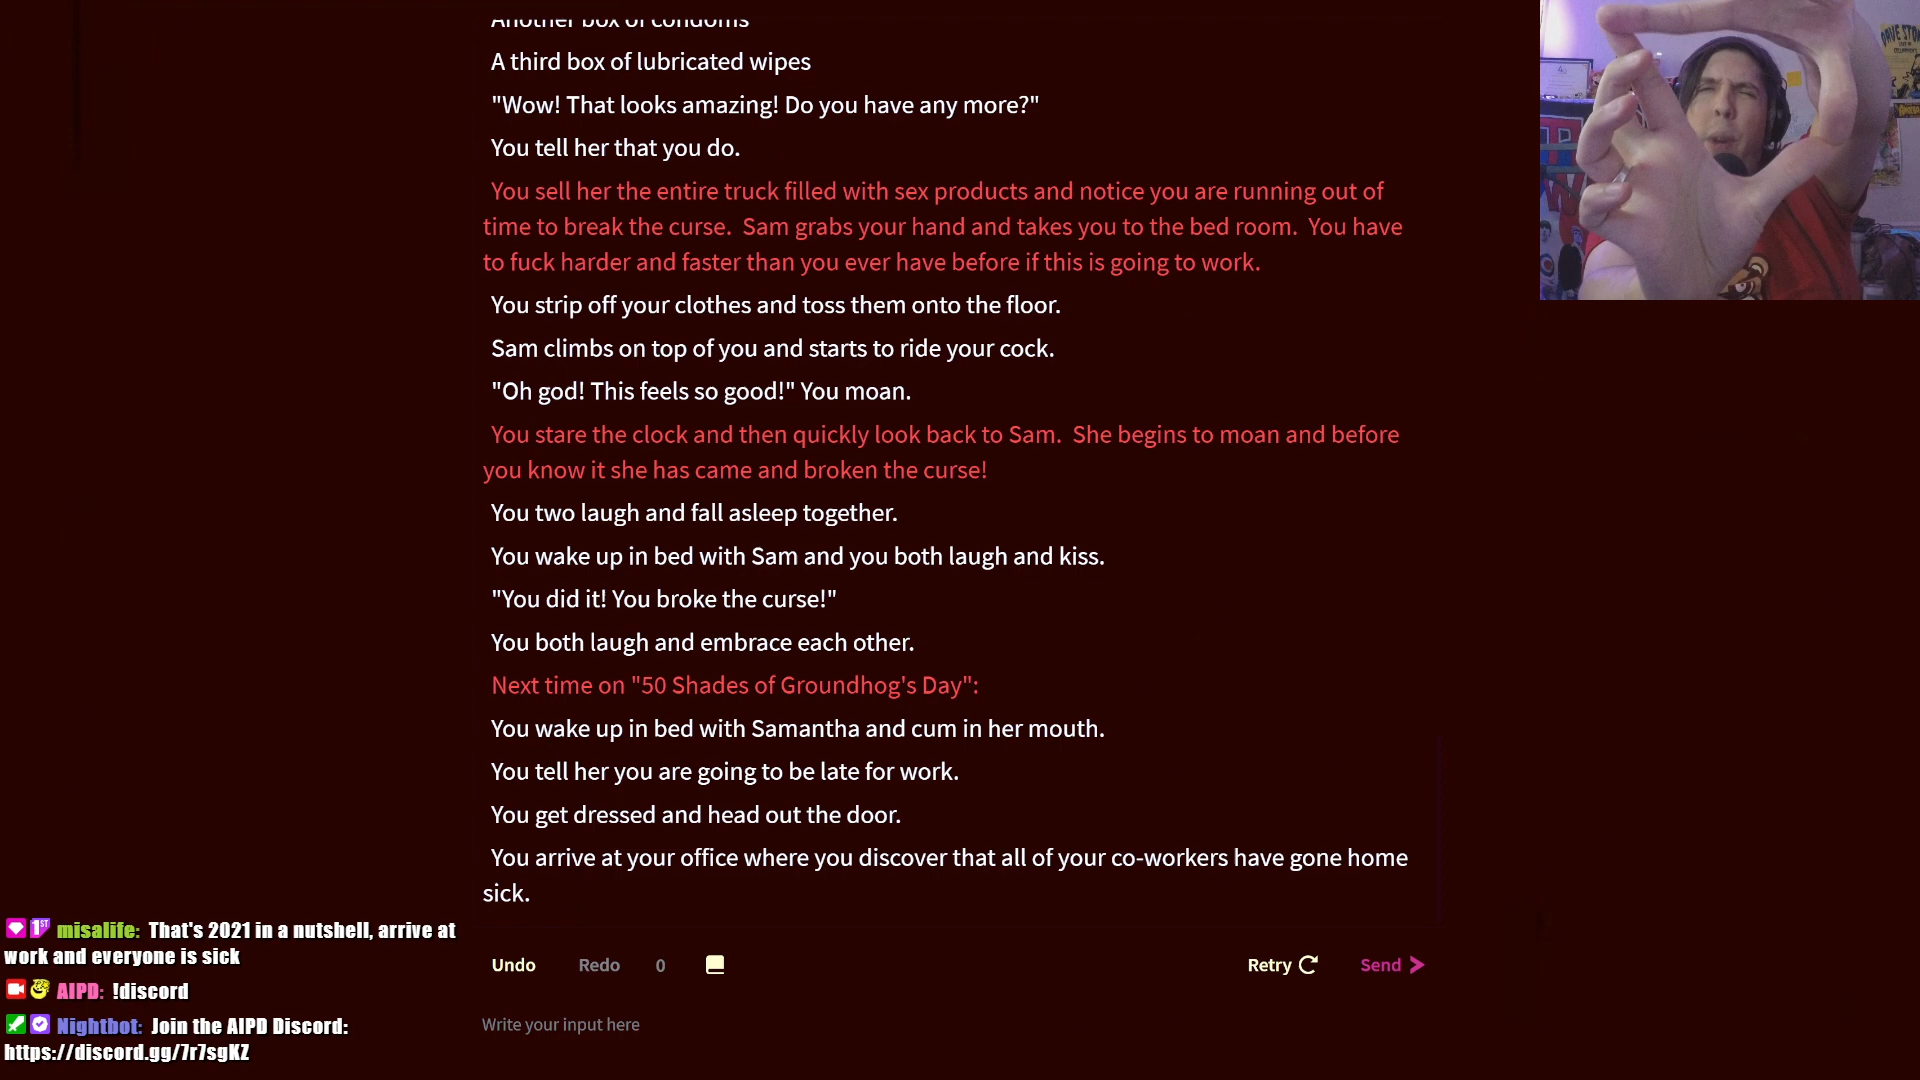 Another box of condoms
A third box of lubricated wipes
"Wow! That looks amazing! Do you have any more?"
You tell her that you do.
You sell her the entire truck filled with sex products and notice you are running out of
time to break the curse.  Sam grabs your hand and takes you to the bed room.  You have
to fuck harder and faster than you ever have before if this is going to work.
You strip off your clothes and toss them onto the floor.
Sam climbs on top of you and starts to ride your cock.
"Oh god! This feels so good!" You moan.
You stare the clock and then quickly look back to Sam.  She begins to moan and before
you know it she has came and broken the curse!
You two laugh and fall asleep together.
You wake up in bed with Sam and you both laugh and kiss.
"You did it! You broke the curse!"
You both laugh and embrace each other.
Next time on "50 Shades of Groundhog's Day":
You wake up in bed with Samantha and cum in her mouth.
You tell her you are going to be late for work.
You get dressed and head out the door.
You arrive at your office where you discover that all of your co-workers have gone home
sick.
Undo Redo 0 Retry Send
Write your input here
1ST misalife: That's 2021 in a nutshell, arrive at
work and everyone is sick
AIPD: !discord
Nightbot: Join the AIPD Discord:
https://discord.gg/7r7sgKZ